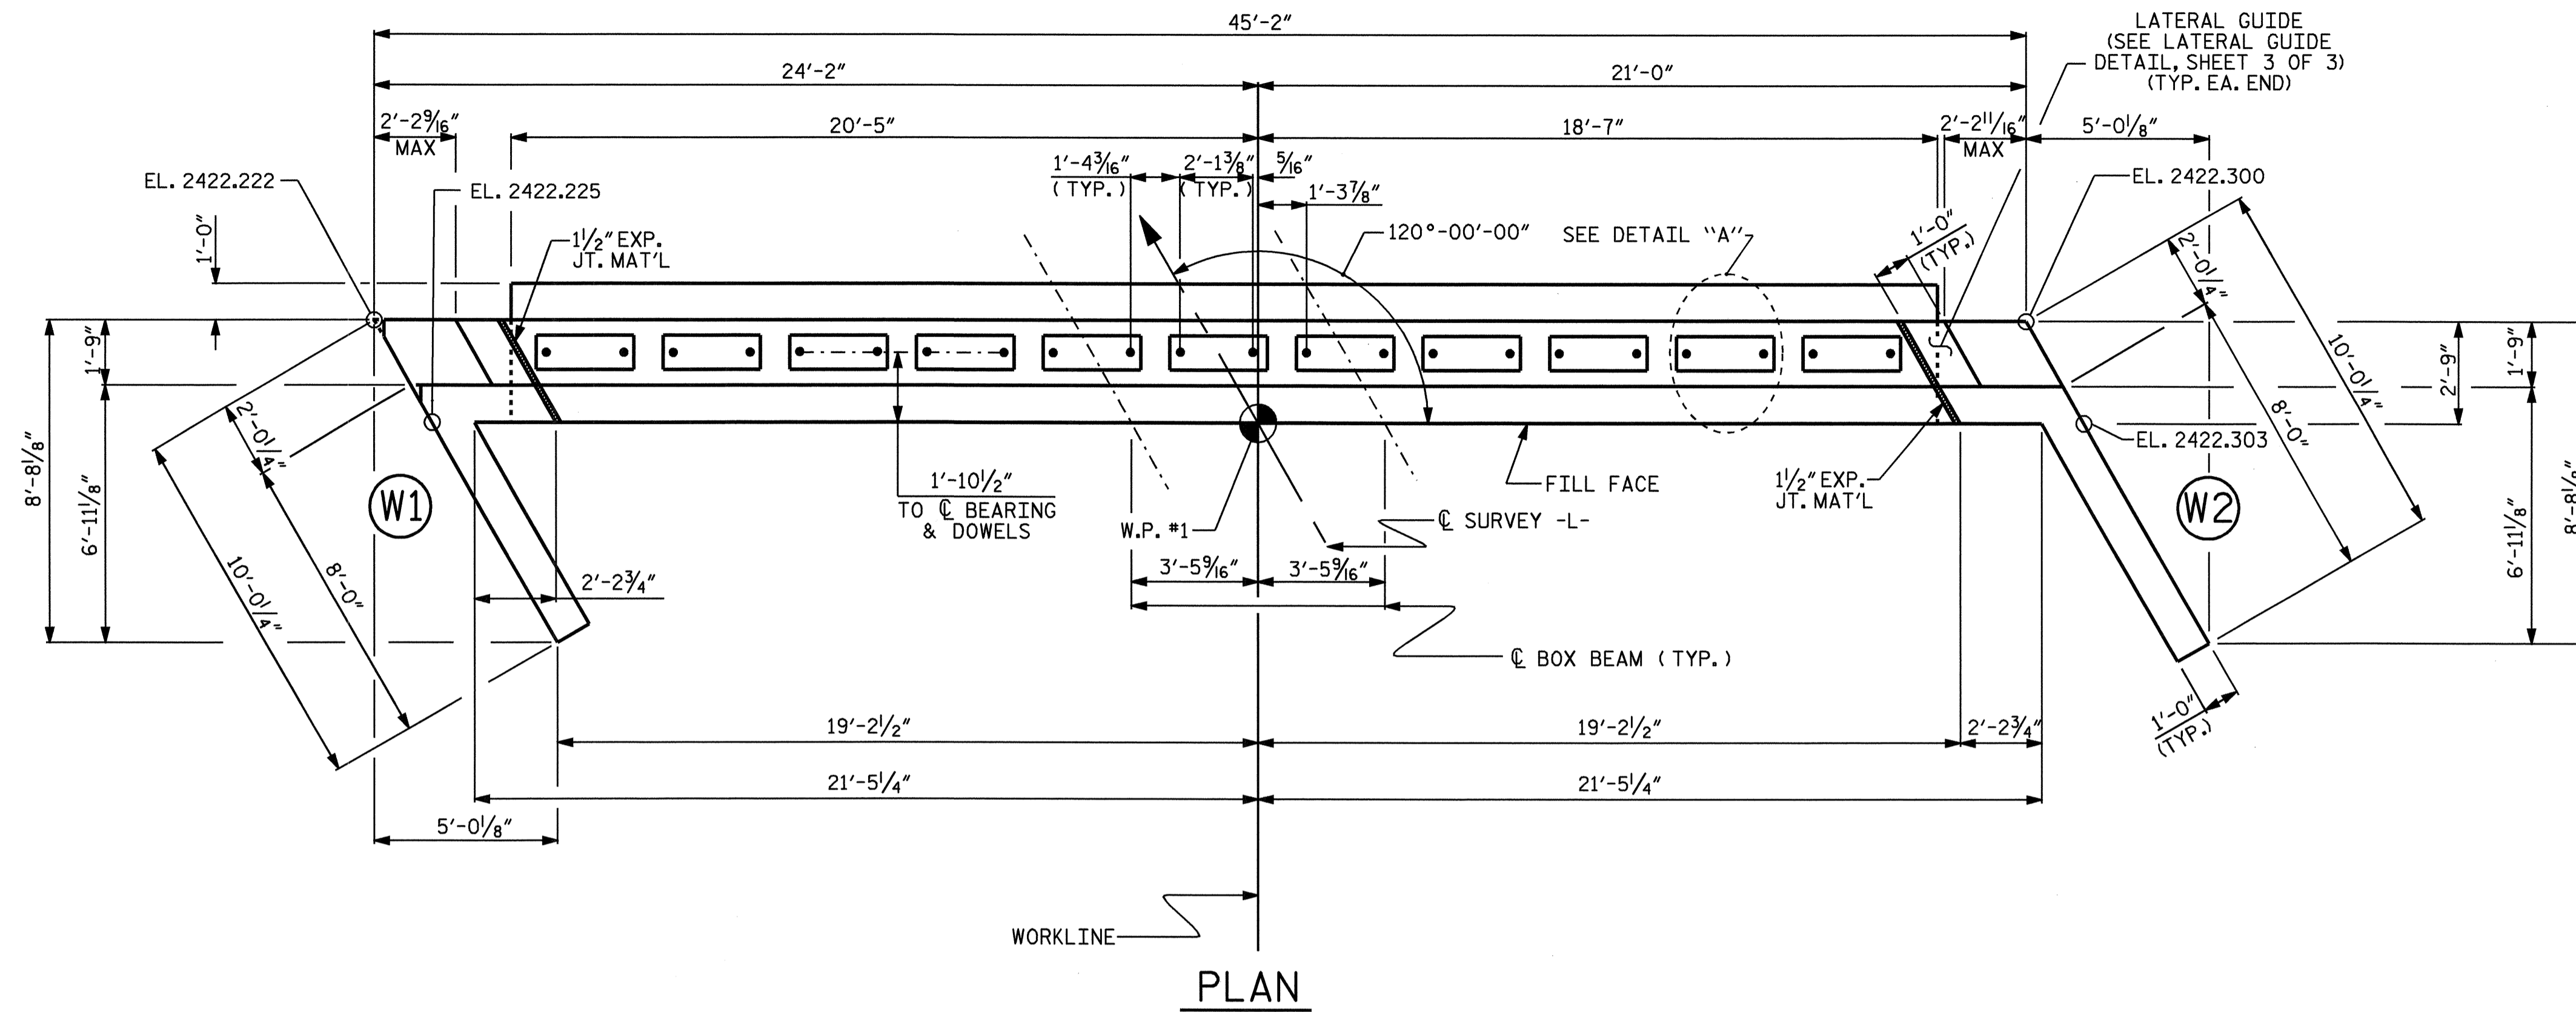 45'-2"
LATERAL GUIDE
(SEE LATERAL GUIDE
DETAIL, SHEET 3 OF 3)
(TYP. EA. END)
24'-2"
21'-0"
2'-2 9/16"
MAX
20'-5"
18'-7"
2'-2 11/16"
MAX
5'-0 1/8"
1'-4 3/16"
(TYP.)
2'-1 3/8"
(TYP.)
5/16"
1'-3 7/8"
EL. 2422.222
EL. 2422.225
EL. 2422.300
1'-0"
1 1/2" EXP.
JT. MAT'L
120°-00'-00"
SEE DETAIL "A"
1'-0"
(TYP.)
2'-0 1/4"
10'-0 1/4"
8'-0"
1'-9"
2'-9"
1'-9"
8'-8 1/8"
6'-11 1/8"
2'-0 1/4"
8'-0"
10'-0 1/4"
W1
1'-10 1/2"
TO ℄ BEARING
& DOWELS
W.P. #1
℄ SURVEY -L-
FILL FACE
1 1/2" EXP.
JT. MAT'L
EL. 2422.303
W2
6'-11 1/8"
8'-8 1/8"
2'-2 3/4"
3'-5 9/16"
3'-5 9/16"
℄ BOX BEAM (TYP.)
1'-0"
(TYP.)
19'-2 1/2"
19'-2 1/2"
2'-2 3/4"
21'-5 1/4"
21'-5 1/4"
5'-0 1/8"
WORKLINE
PLAN